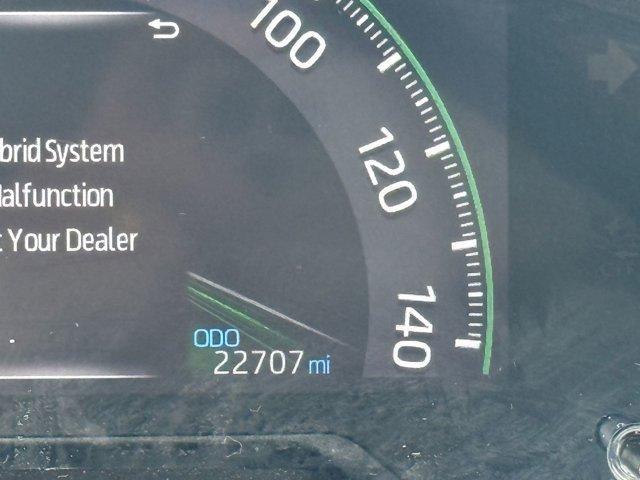 100
brid System
alfunction
Your Dealer
120
140
ODO
22707 mi